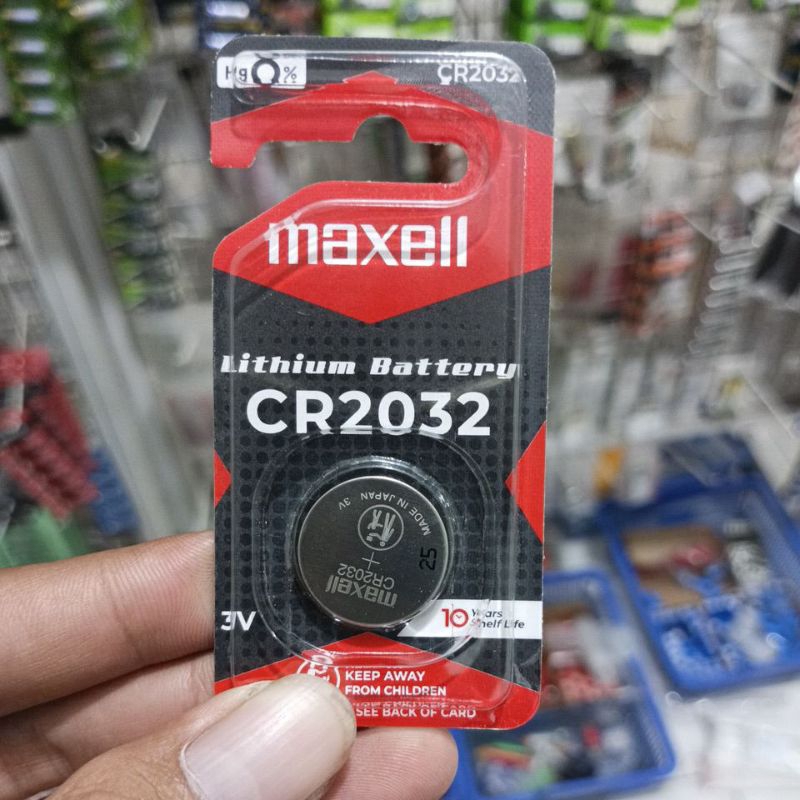 Hg 0 %
CR2032
maxell
Lithium Battery
CR2032
MADE IN JAPAN 3V
+
25
maxell
CR2032
3V
10 Years
Shelf Life
KEEP AWAY
FROM CHILDREN
SEE BACK OF CARD